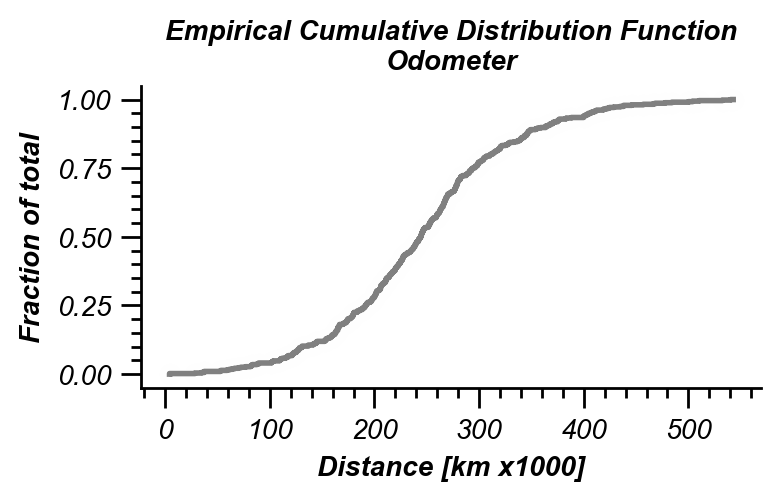 Empirical Cumulative Distribution Function
Odometer
Fraction of total
1.00
0.75
0.50
0.25
0.00
0 100 200 300 400 500
Distance [km x1000]